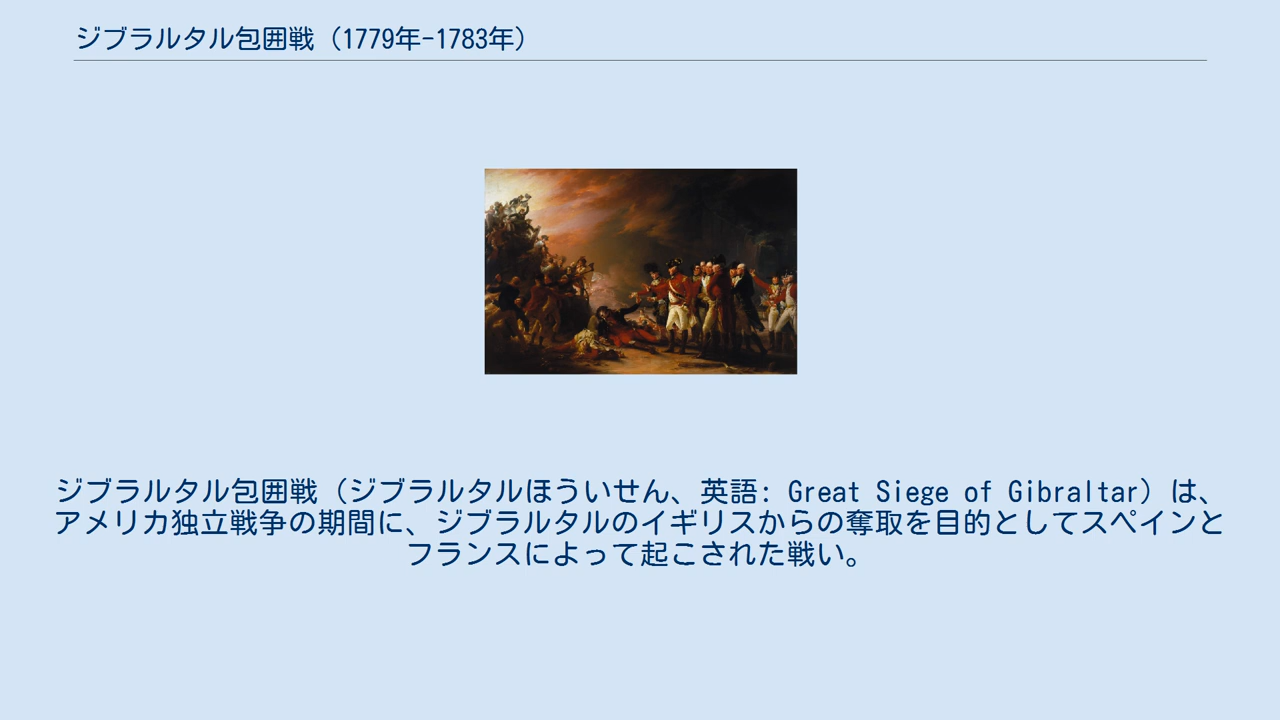 ジブラルタル包囲戦（1779年-1783年）
ジブラルタル包囲戦（ジブラルタルほういせん、英語: Great Siege of Gibraltar）は、
アメリカ独立戦争の期間に、ジブラルタルのイギリスからの奪取を目的としてスペインと
フランスによって起こされた戦い。